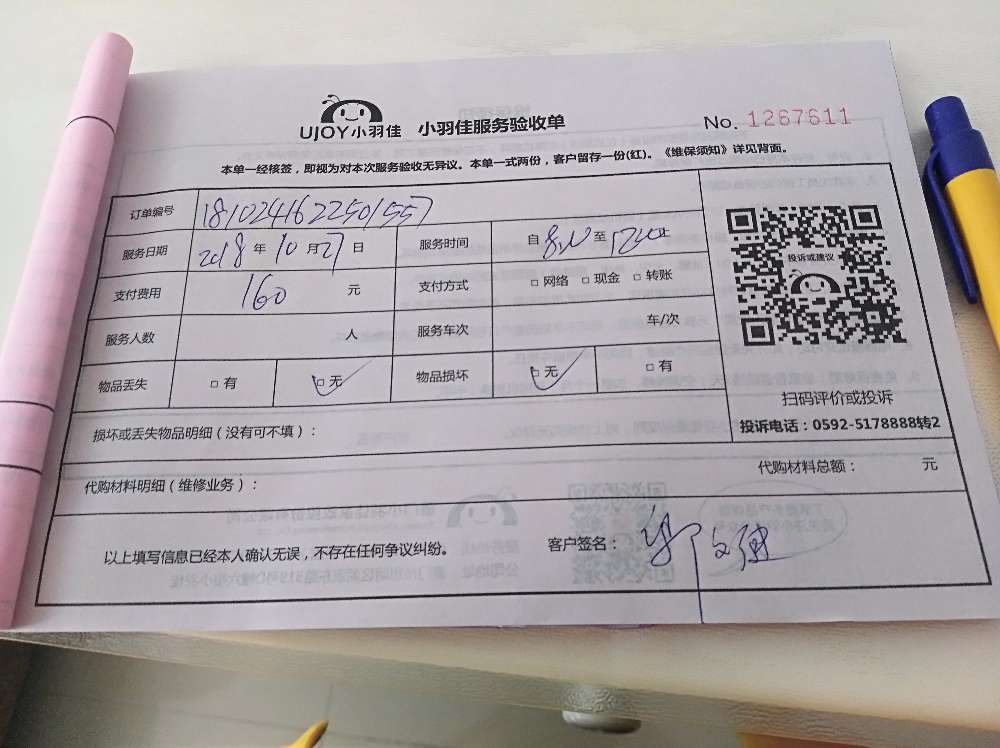 UJOY小羽佳 小羽佳服务验收单 No. 1267611
本单一经核签，即视为对本次服务验收无异议。本单一式两份，客户留存一份(红)。《维保须知》详见背面。
订单编号 1810241622501557
服务日期 2018 年 10 月 27 日 服务时间 自 8:00 至 12:00止
支付费用 160 元 支付方式 □ 网络 □ 现金 □ 转账
服务人数 人 服务车次 车/次
物品丢失 □ 有 □ 无 物品损坏 □ 无 □ 有
投诉或建议
扫码评价或投诉
投诉电话：0592-5178888转2
损坏或丢失物品明细（没有可不填）：
代购材料明细（维修业务）： 代购材料总额： 元
以上填写信息已经本人确认无误，不存在任何争议纠纷。 客户签名：